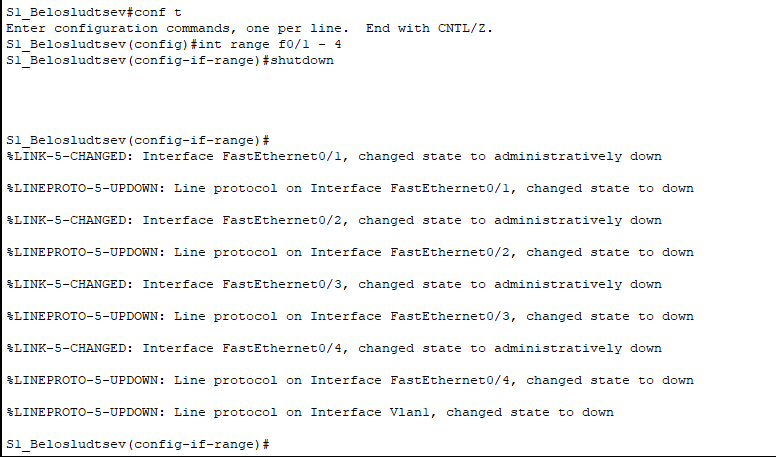 S1_Belosludtsev#conf t
Enter configuration commands, one per line.  End with CNTL/Z.
S1_Belosludtsev(config)#int range f0/1 - 4
S1_Belosludtsev(config-if-range)#shutdown
S1_Belosludtsev(config-if-range)#
%LINK-5-CHANGED: Interface FastEthernet0/1, changed state to administratively down
%LINEPROTO-5-UPDOWN: Line protocol on Interface FastEthernet0/1, changed state to down
%LINK-5-CHANGED: Interface FastEthernet0/2, changed state to administratively down
%LINEPROTO-5-UPDOWN: Line protocol on Interface FastEthernet0/2, changed state to down
%LINK-5-CHANGED: Interface FastEthernet0/3, changed state to administratively down
%LINEPROTO-5-UPDOWN: Line protocol on Interface FastEthernet0/3, changed state to down
%LINK-5-CHANGED: Interface FastEthernet0/4, changed state to administratively down
%LINEPROTO-5-UPDOWN: Line protocol on Interface FastEthernet0/4, changed state to down
%LINEPROTO-5-UPDOWN: Line protocol on Interface Vlan1, changed state to down
S1_Belosludtsev(config-if-range)#